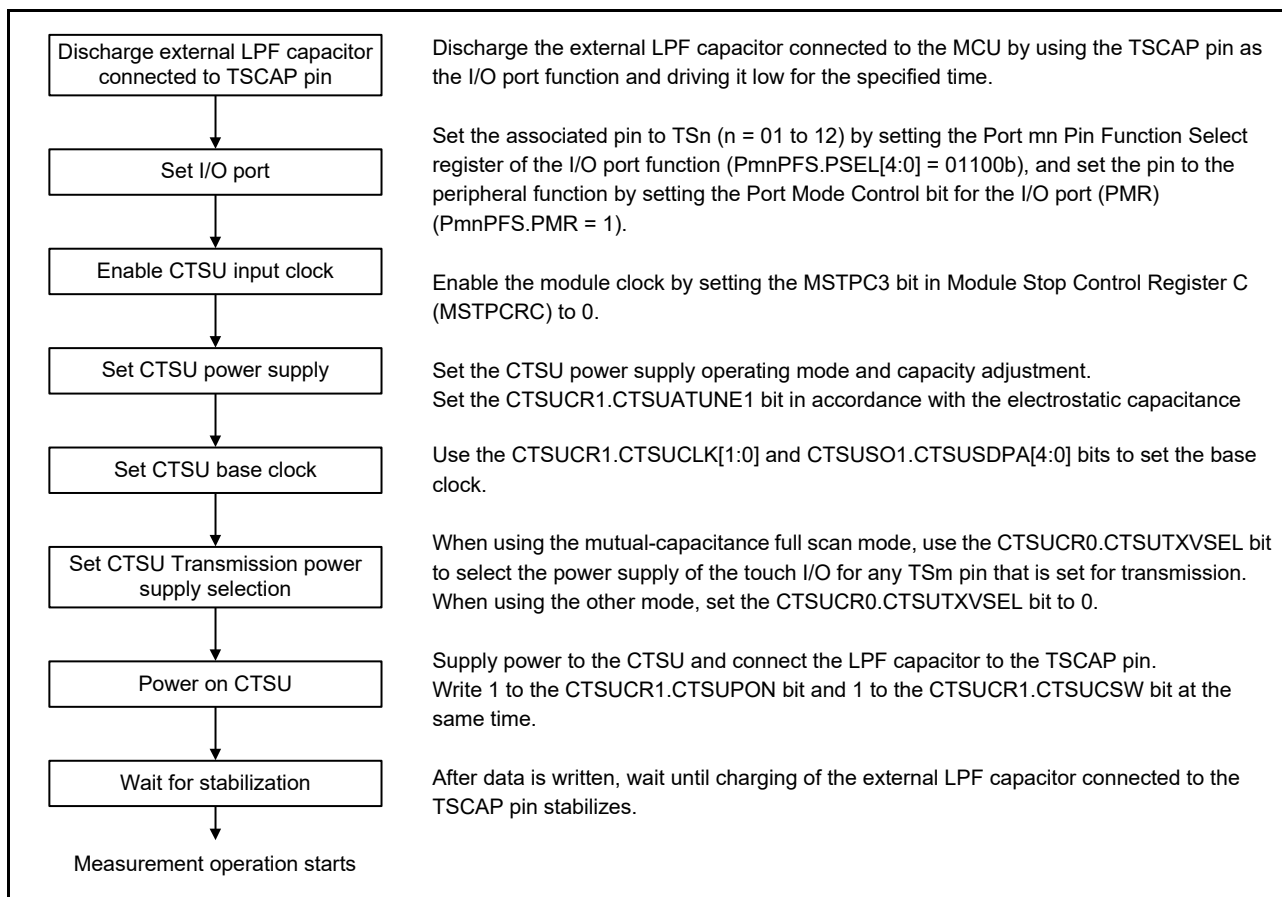 Discharge external LPF capacitor
connected to TSCAP pin
Discharge the external LPF capacitor connected to the MCU by using the TSCAP pin as
the I/O port function and driving it low for the specified time.
Set I/O port
Set the associated pin to TSn (n = 01 to 12) by setting the Port mn Pin Function Select
register of the I/O port function (PmnPFS.PSEL[4:0] = 01100b), and set the pin to the
peripheral function by setting the Port Mode Control bit for the I/O port (PMR)
(PmnPFS.PMR = 1).
Enable CTSU input clock
Enable the module clock by setting the MSTPC3 bit in Module Stop Control Register C
(MSTPCRC) to 0.
Set CTSU power supply
Set the CTSU power supply operating mode and capacity adjustment.
Set the CTSUCR1.CTSUATUNE1 bit in accordance with the electrostatic capacitance
Set CTSU base clock
Use the CTSUCR1.CTSUCLK[1:0] and CTSUSO1.CTSUSDPA[4:0] bits to set the base
clock.
Set CTSU Transmission power
supply selection
When using the mutual-capacitance full scan mode, use the CTSUCR0.CTSUTXVSEL bit
to select the power supply of the touch I/O for any TSm pin that is set for transmission.
When using the other mode, set the CTSUCR0.CTSUTXVSEL bit to 0.
Power on CTSU
Supply power to the CTSU and connect the LPF capacitor to the TSCAP pin.
Write 1 to the CTSUCR1.CTSUPON bit and 1 to the CTSUCR1.CTSUCSW bit at the
same time.
Wait for stabilization
After data is written, wait until charging of the external LPF capacitor connected to the
TSCAP pin stabilizes.
Measurement operation starts